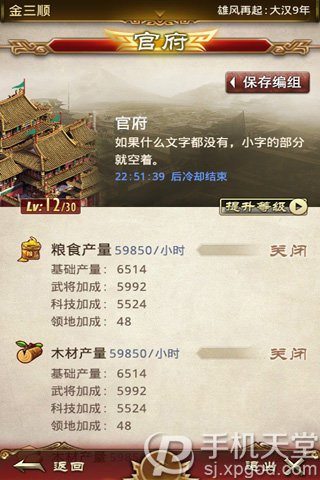 金三顺
雄风再起:大汉9年
官府
保存编组
官府
如果什么文字都没有，小字的部分
就空着。
22:51:39 后冷却结束
Lv:12/30
提升等级
粮食产量 59850/小时
关闭
基础产量: 6514
武将加成: 5992
科技加成: 5544
领地加成: 48
木材产量 59850/小时
关闭
基础产量: 6514
武将加成: 5992
科技加成: 5544
领地加成: 48
返回
退出
手机天堂
sj.xpgod.com